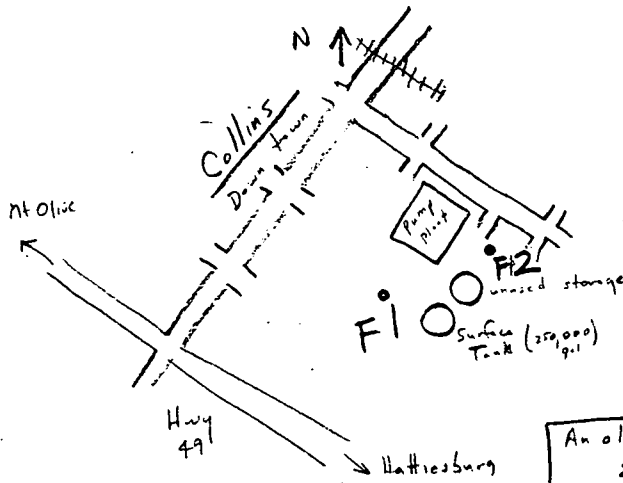 N
Collins
Down town
Mt Olive
Pump
plant
F12
unused storage
F1
Surface
Tank (250,000
gal)
Hwy
49
Hattiesburg
An ol